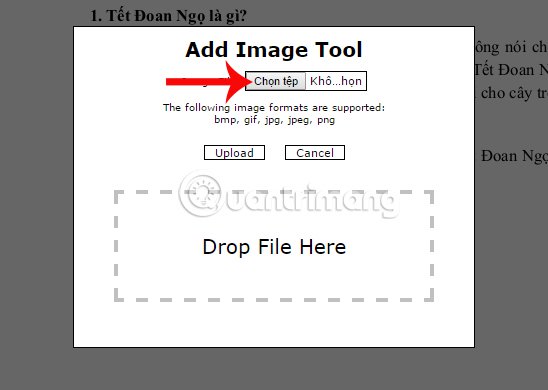 1. Tết Đoan Ngọ là gì?
Add Image Tool
ông nói ch
Chọn tệp Khô...họn
Tết Đoan N
cho cây tr
The following image formats are supported:
bmp, gif, jpg, jpeg, png
Upload Cancel
Đoan Ngọ
Quantrimang
Drop File Here